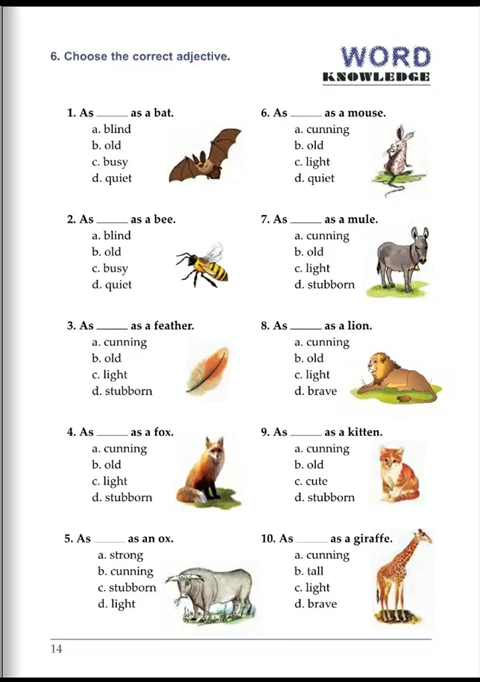 6. Choose the correct adjective.
WORD
KNOWLEDGE
1. As ______ as a bat.
a. blind
b. old
c. busy
d. quiet
2. As ______ as a bee.
a. blind
b. old
c. busy
d. quiet
3. As ______ as a feather.
a. cunning
b. old
c. light
d. stubborn
4. As ______ as a fox.
a. cunning
b. old
c. light
d. stubborn
5. As ______ as an ox.
a. strong
b. cunning
c. stubborn
d. light
6. As ______ as a mouse.
a. cunning
b. old
c. light
d. quiet
7. As ______ as a mule.
a. cunning
b. old
c. light
d. stubborn
8. As ______ as a lion.
a. cunning
b. old
c. light
d. brave
9. As ______ as a kitten.
a. cunning
b. old
c. cute
d. stubborn
10. As ______ as a giraffe.
a. cunning
b. tall
c. light
d. brave
14